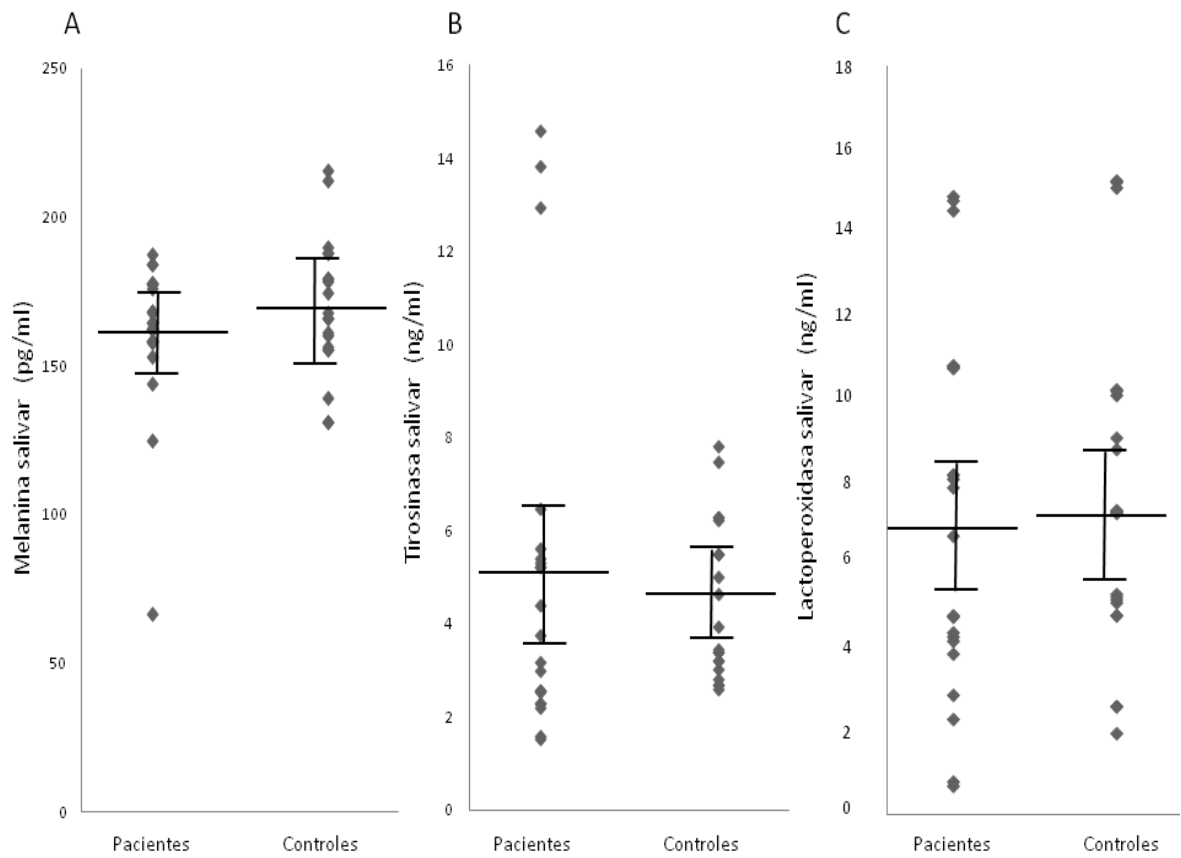 A
Melanina salivar (pg/ml)
250
200
150
100
50
0
Pacientes Controles
B
Tirosinasa salivar (ng/ml)
16
14
12
10
8
6
4
2
0
Pacientes Controles
C
Lactoperoxidasa salivar (ng/ml)
18
16
14
12
10
8
6
4
2
0
Pacientes Controles